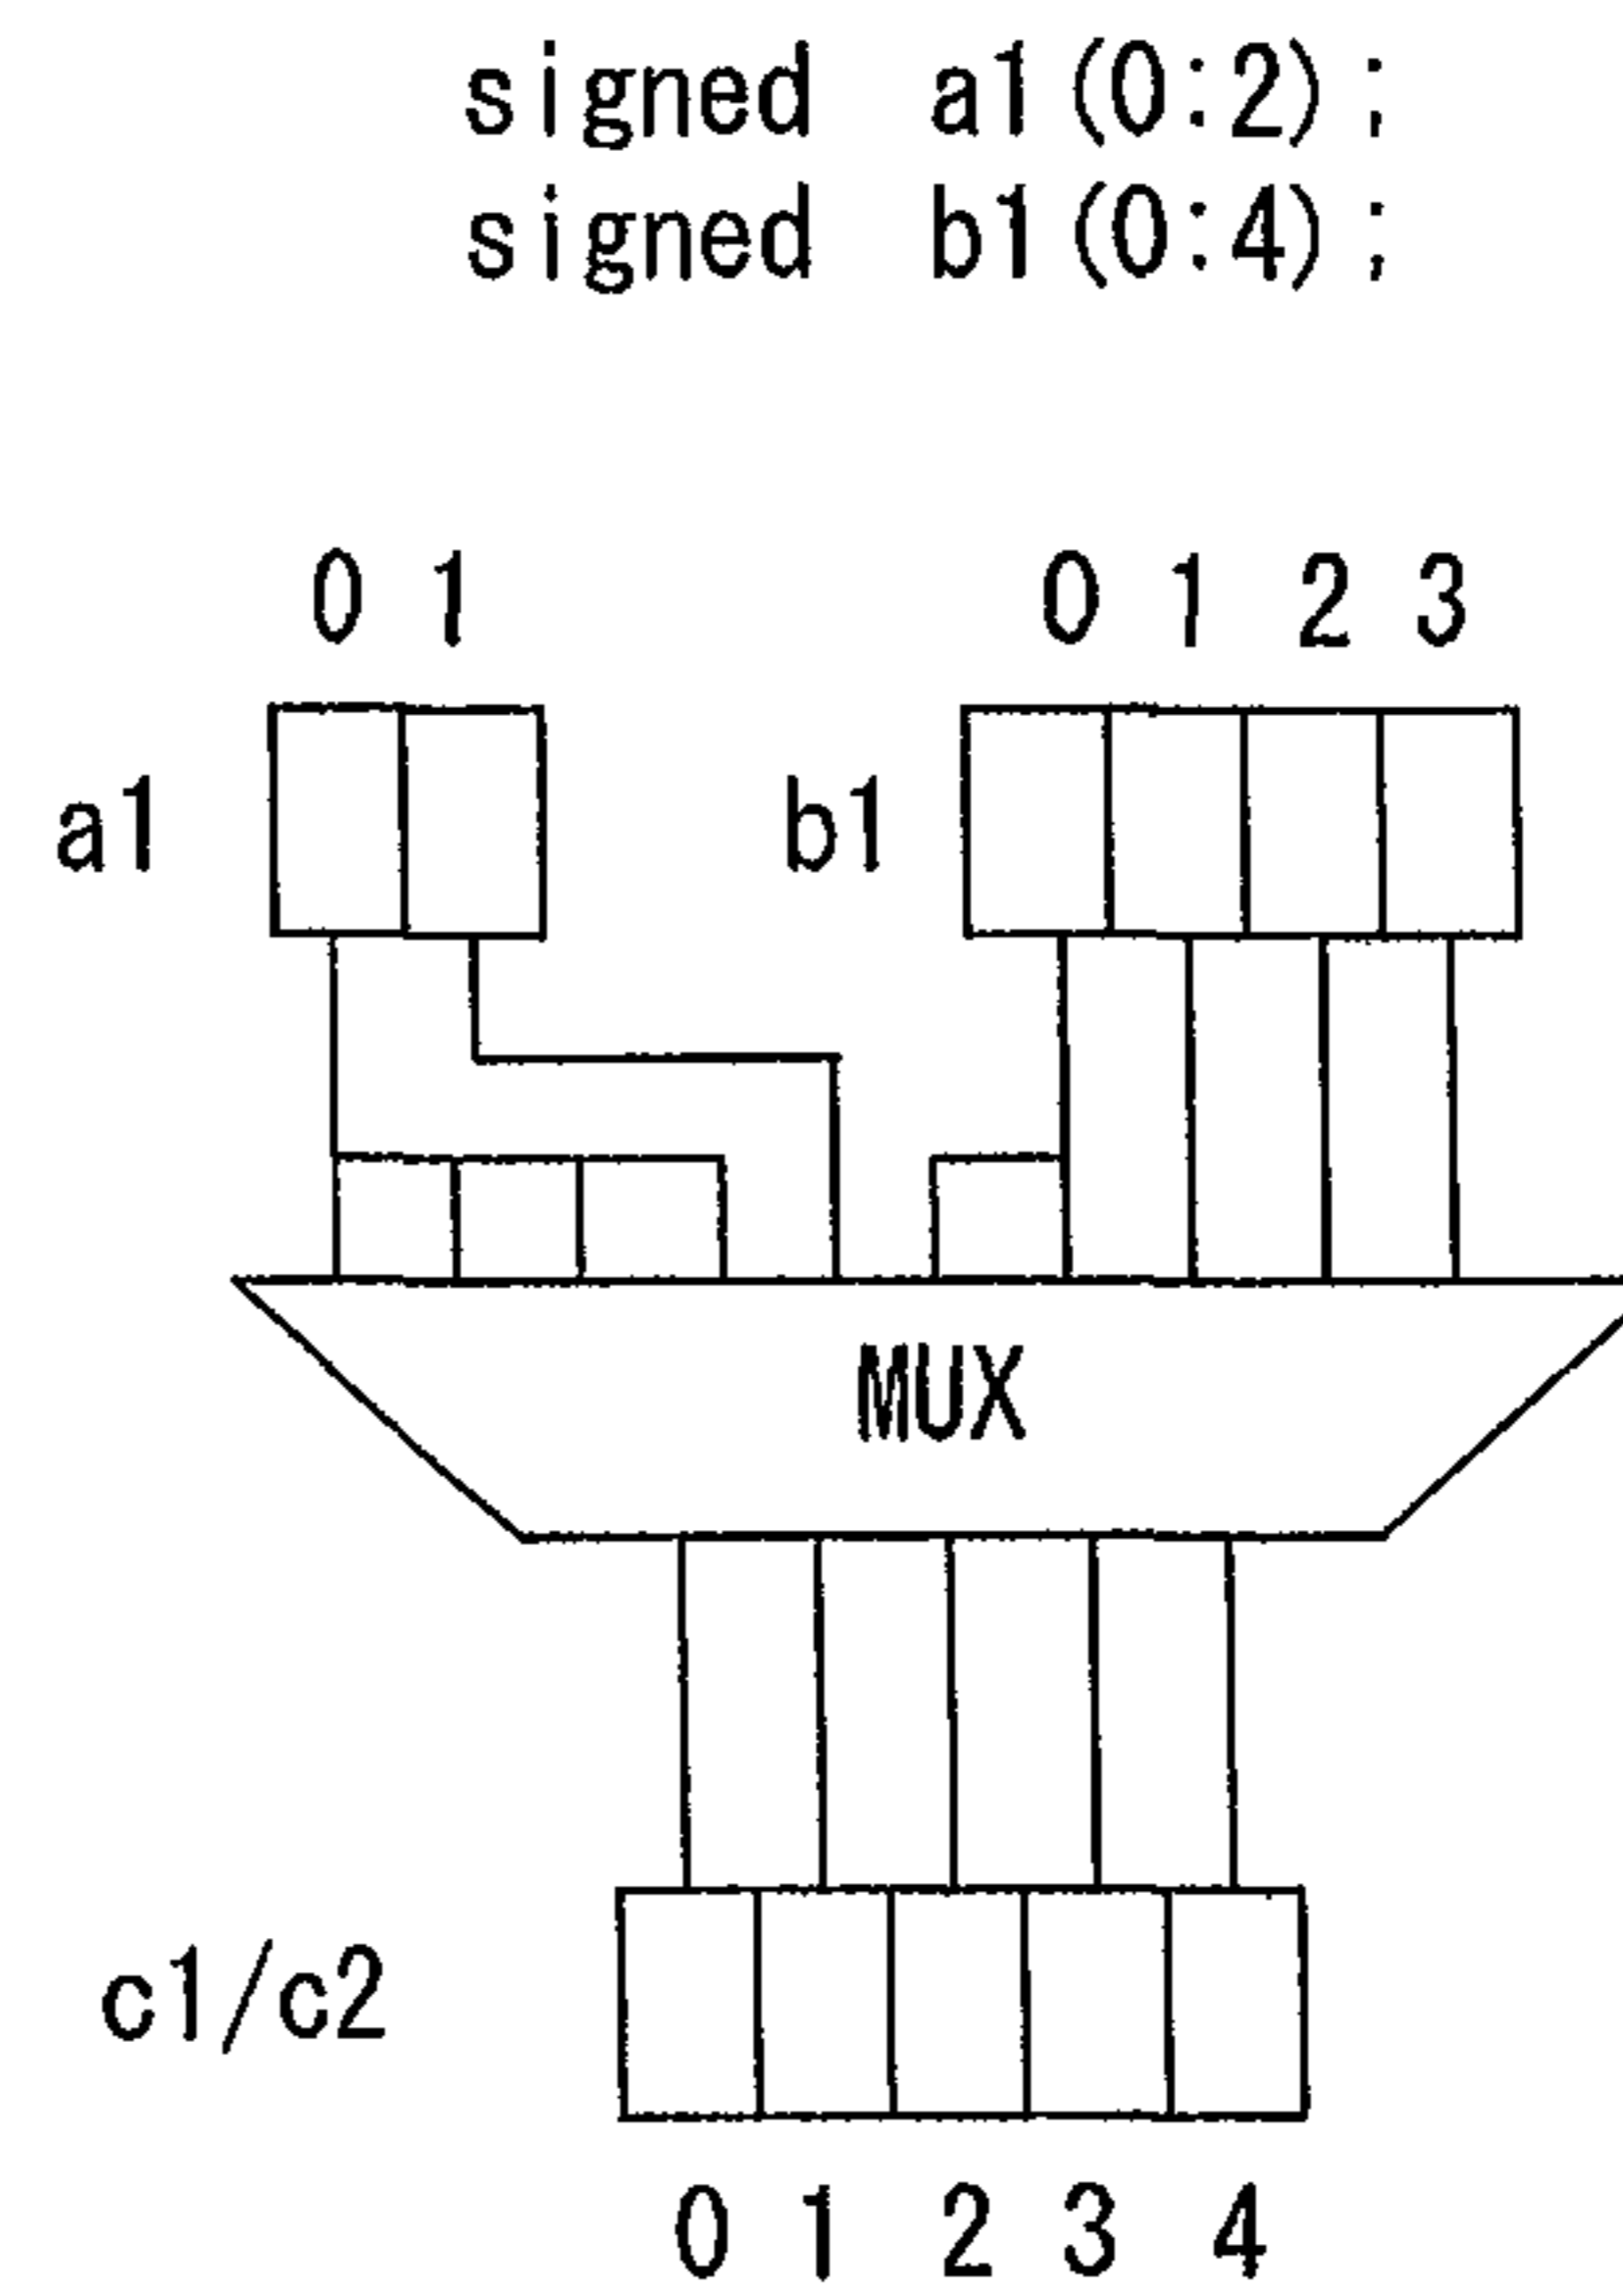 signed a1(0:2);
signed b1(0:4);
0 1 0 1 2 3
a1 b1
MUX
c1/c2
0 1 2 3 4